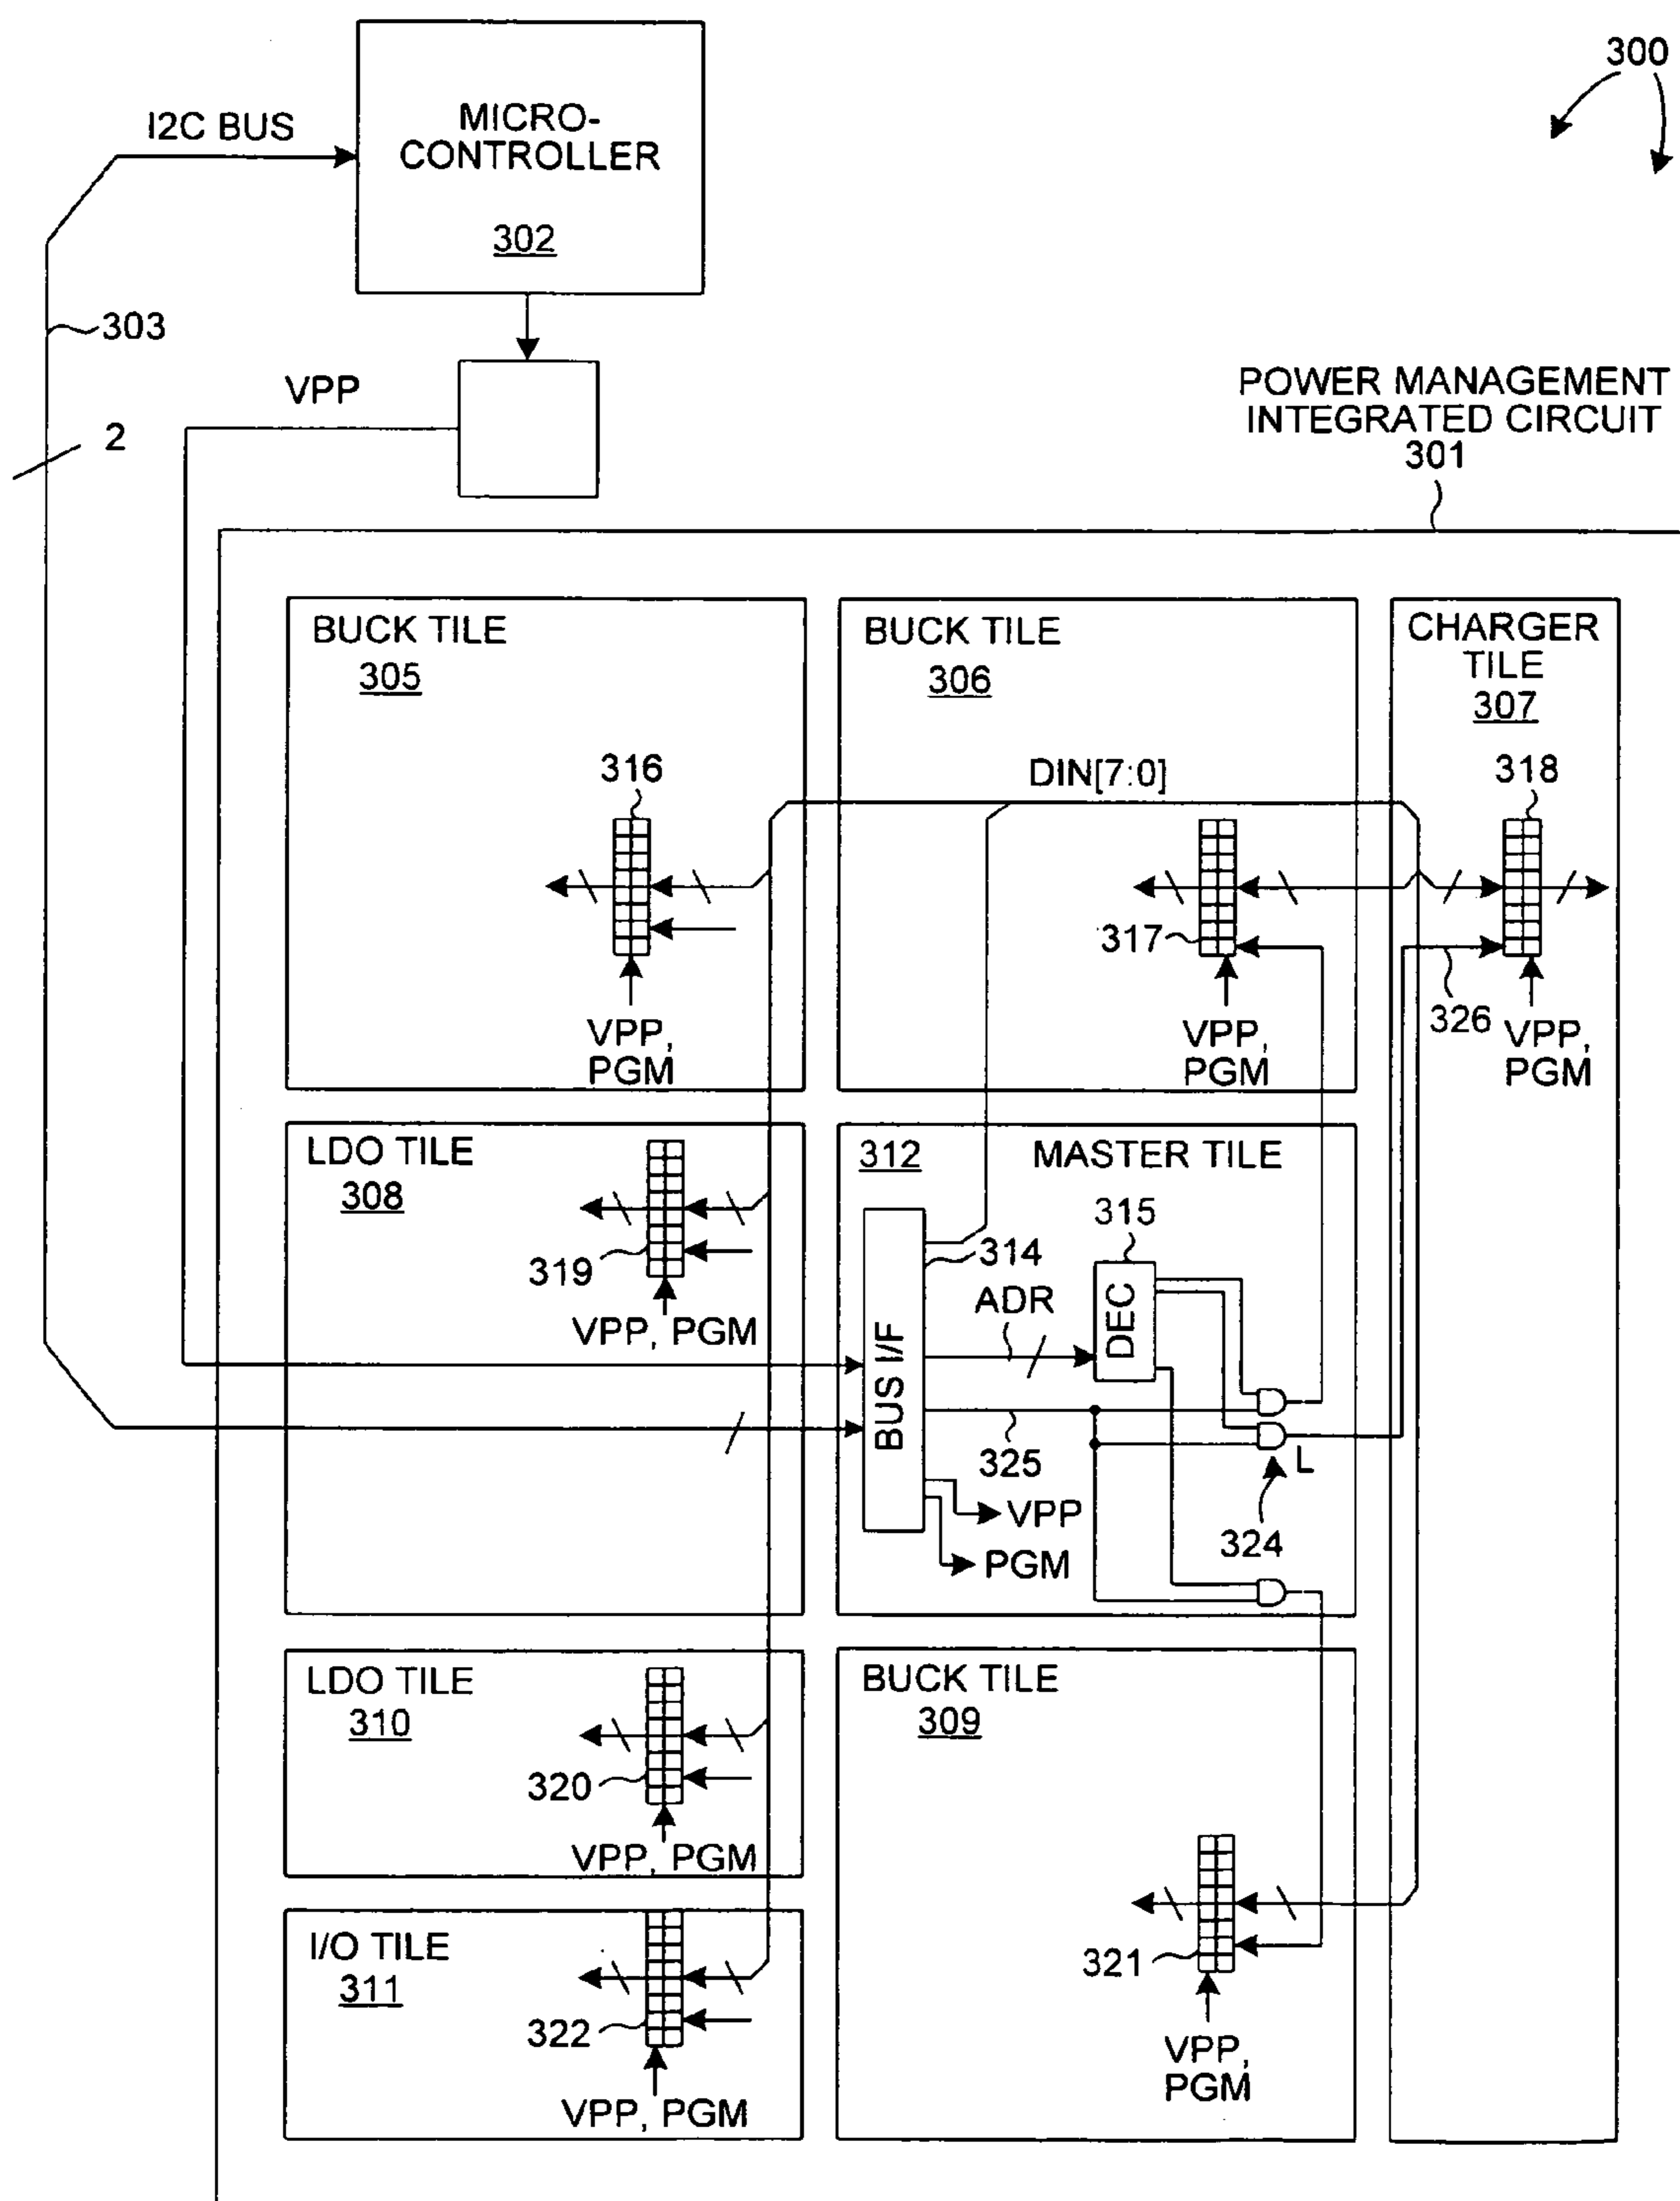 300
I2C BUS
MICRO-
CONTROLLER
302
303
VPP
2
POWER MANAGEMENT
INTEGRATED CIRCUIT
301
BUCK TILE
305
316
VPP,
PGM
BUCK TILE
306
DIN[7:0]
317
VPP,
PGM
CHARGER
TILE
307
318
326
VPP,
PGM
LDO TILE
308
319
VPP, PGM
312
MASTER TILE
BUS I/F
314
ADR
315
DEC
325
L
324
VPP
PGM
LDO TILE
310
320
VPP, PGM
BUCK TILE
309
321
VPP,
PGM
I/O TILE
311
322
VPP, PGM